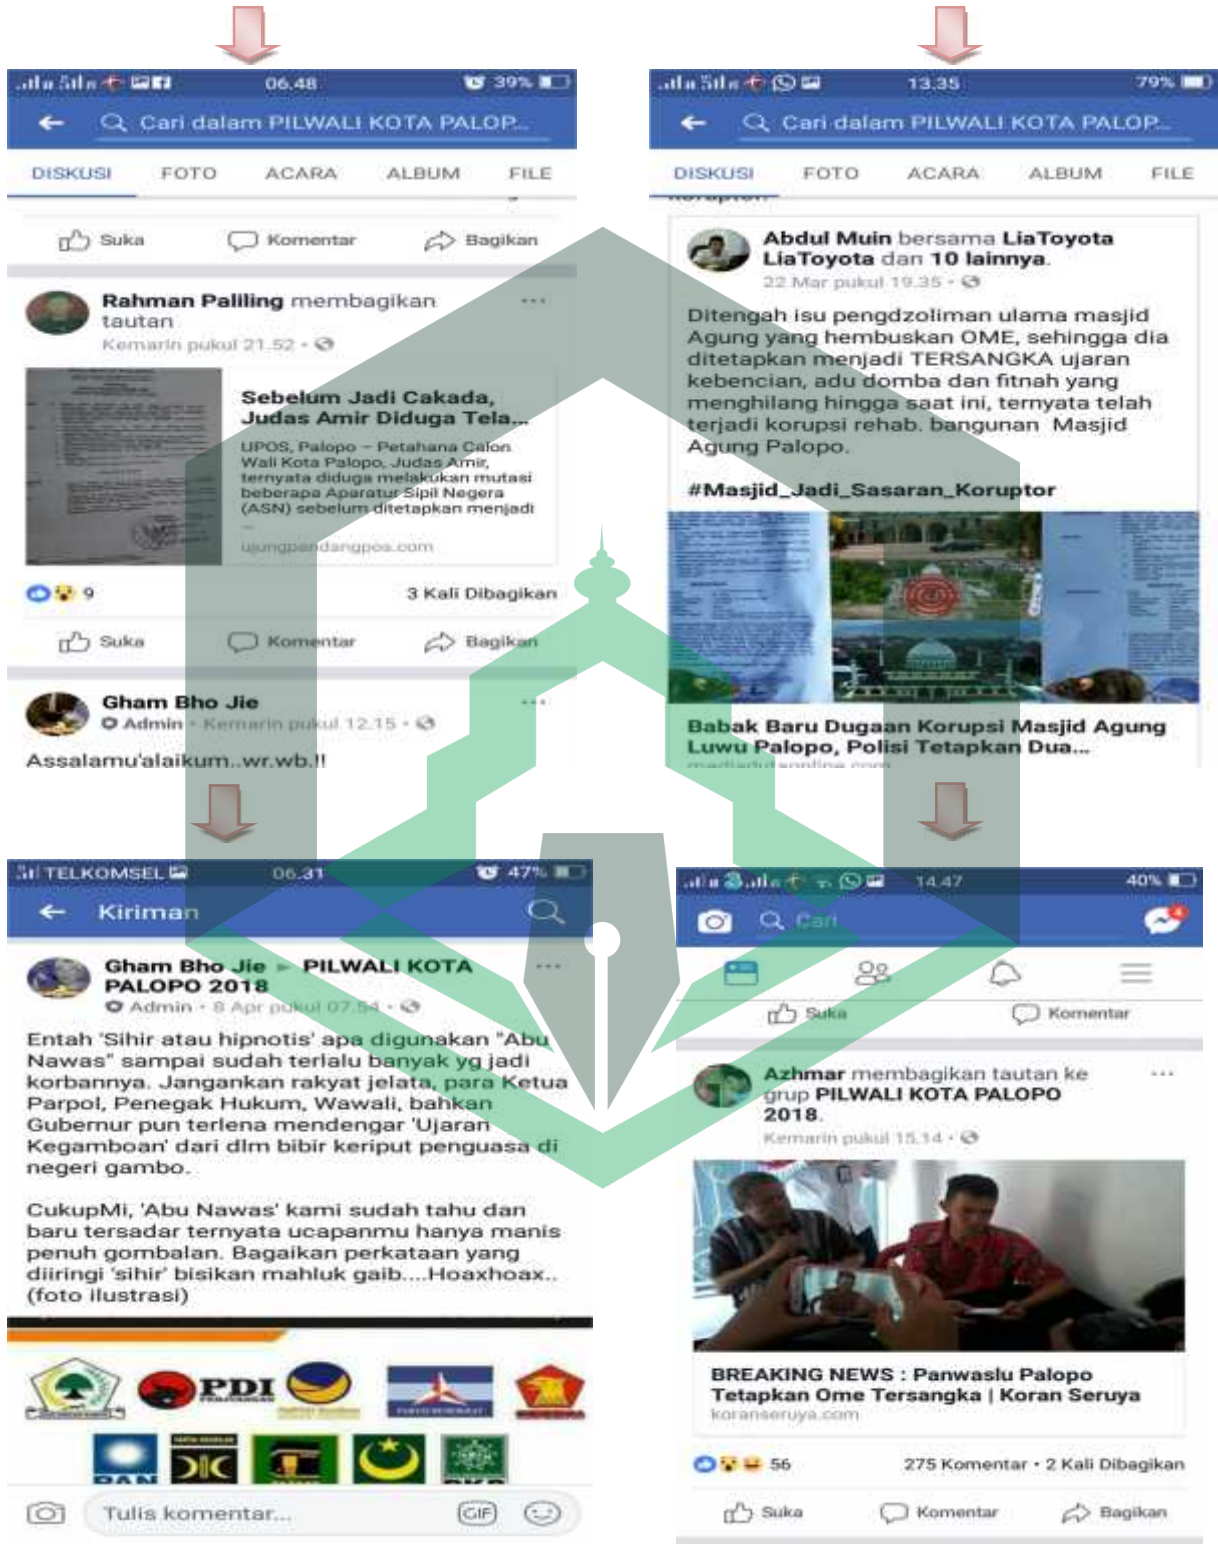 06.48
39%
Cari dalam PILWALI KOTA PALOP...
DISKUSI FOTO ACARA ALBUM FILE
Suka Komentar Bagikan
Rahman Paliling membagikan
tautan
Kemarin pukul 21.52
Sebelum Jadi Cakada,
Judas Amir Diduga Tela...
UPOS, Palopo – Petahana Calon
Wali Kota Palopo, Judas Amir,
ternyata diduga melakukan mutasi
beberapa Aparatur Sipil Negera
(ASN) sebelum ditetapkan menjadi
...
ujungpandangpos.com
9
3 Kali Dibagikan
Suka Komentar Bagikan
Gham Bho Jie
Admin · Kemarin pukul 12.15
Assalamu'alaikum..wr.wb.!!
13.35
79%
Cari dalam PILWALI KOTA PALOP...
DISKUSI FOTO ACARA ALBUM FILE
Abdul Muin bersama LiaToyota
LiaToyota dan 10 lainnya.
22 Mar pukul 19.35
Ditengah isu pengdzoliman ulama masjid
Agung yang hembuskan OME, sehingga dia
ditetapkan menjadi TERSANGKA ujaran
kebencian, adu domba dan fitnah yang
menghilang hingga saat ini, ternyata telah
terjadi korupsi rehab. bangunan Masjid
Agung Palopo.
#Masjid_Jadi_Sasaran_Koruptor
Babak Baru Dugaan Korupsi Masjid Agung
Luwu Palopo, Polisi Tetapkan Dua...
TELKOMSEL
06.31
47%
Kiriman
Gham Bho Jie ► PILWALI KOTA
PALOPO 2018
Admin · 8 Apr pukul 07.54
Entah 'Sihir atau hipnotis' apa digunakan "Abu
Nawas" sampai sudah terlalu banyak yg jadi
korbannya. Jangankan rakyat jelata, para Ketua
Parpol, Penegak Hukum, Wawali, bahkan
Gubernur pun terlena mendengar 'Ujaran
Kegamboan' dari dlm bibir keriput penguasa di
negeri gambo.
CukupMi, 'Abu Nawas' kami sudah tahu dan
baru tersadar ternyata ucapanmu hanya manis
penuh gombalan. Bagaikan perkataan yang
diiringi 'sihir' bisikan mahluk gaib....Hoaxhoax..
(foto ilustrasi)
PDI
PAN
PKB
Tulis komentar...
GIF
14.47
40%
Cari
4
Suka Komentar
Azhmar membagikan tautan ke
grup PILWALI KOTA PALOPO
2018.
Kemarin pukul 15.14
BREAKING NEWS : Panwaslu Palopo
Tetapkan Ome Tersangka | Koran Seruya
koranseruya.com
56
275 Komentar • 2 Kali Dibagikan
Suka Komentar Bagikan